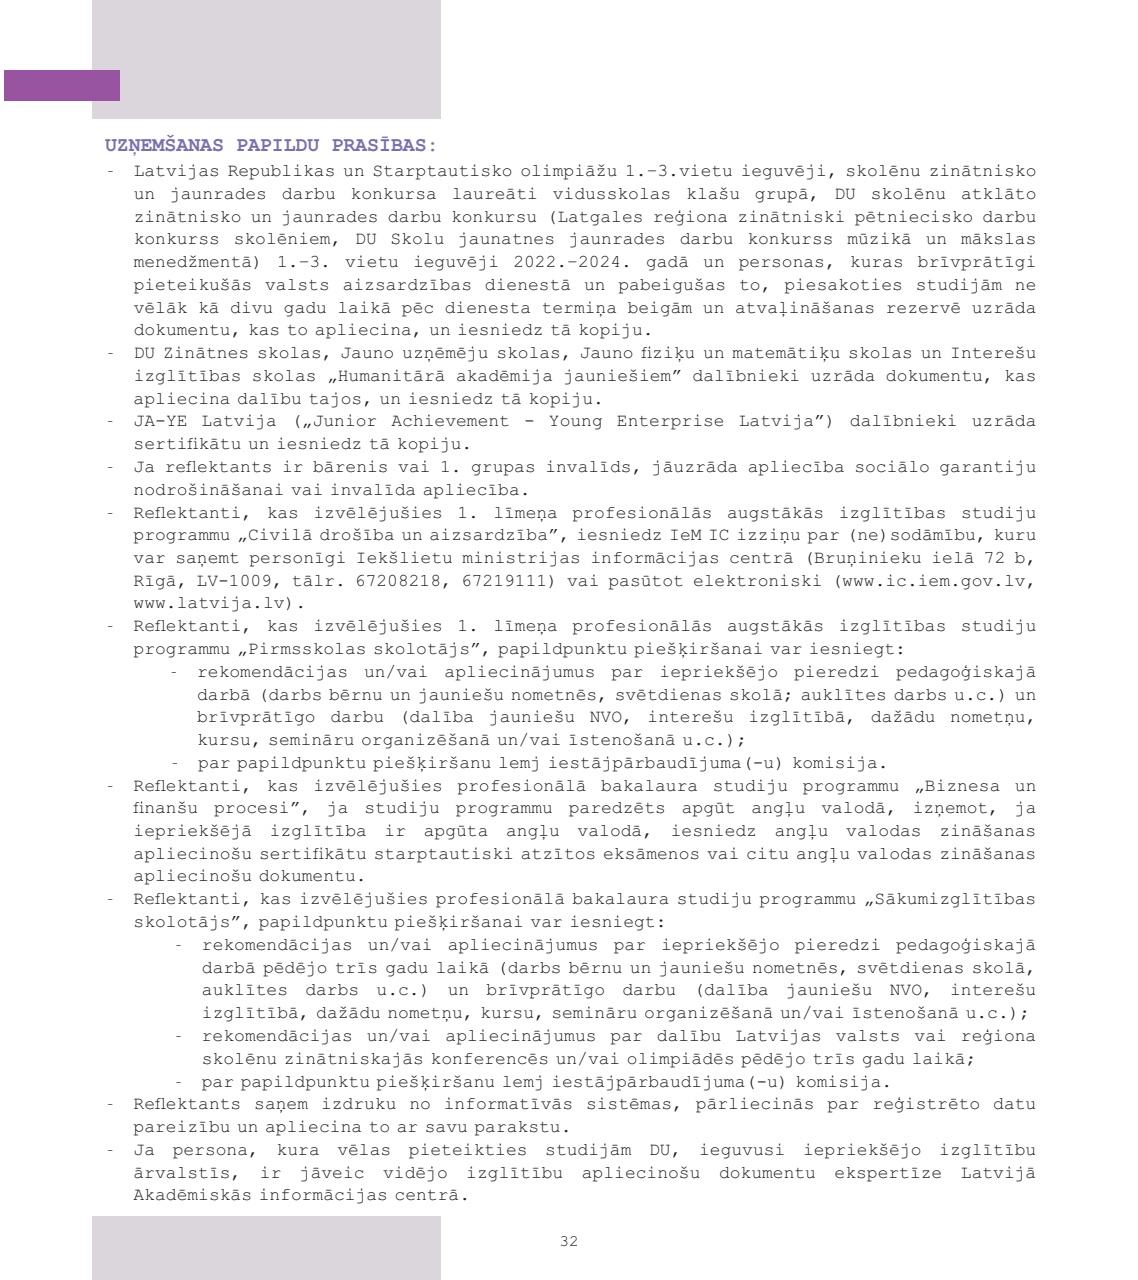 UZŅEMŠANAS PAPILDU PRASĪBAS:
- Latvijas Republikas un Starptautisko olimpiāžu 1.–3.vietu ieguvēji, skolēnu zinātnisko
un jaunrades darbu konkursa laureāti vidusskolas klašu grupā, DU skolēnu atklāto
zinātnisko un jaunrades darbu konkursu (Latgales reģiona zinātniski pētniecisko darbu
konkurss skolēniem, DU Skolu jaunatnes jaunrades darbu konkurss mūzikā un mākslas
menedžmentā) 1.–3. vietu ieguvēji 2022.–2024. gadā un personas, kuras brīvprātīgi
pieteikušās valsts aizsardzības dienestā un pabeigušas to, piesakoties studijām ne
vēlāk kā divu gadu laikā pēc dienesta termiņa beigām un atvaļināšanas rezervē uzrāda
dokumentu, kas to apliecina, un iesniedz tā kopiju.
- DU Zinātnes skolas, Jauno uzņēmēju skolas, Jauno fiziķu un matemātiķu skolas un Interešu
izglītības skolas „Humanitārā akadēmija jauniešiem” dalībnieki uzrāda dokumentu, kas
apliecina dalību tajos, un iesniedz tā kopiju.
- JA-YE Latvija („Junior Achievement - Young Enterprise Latvija”) dalībnieki uzrāda
sertifikātu un iesniedz tā kopiju.
- Ja reflektants ir bārenis vai 1. grupas invalīds, jāuzrāda apliecība sociālo garantiju
nodrošināšanai vai invalīda apliecība.
- Reflektanti, kas izvēlējušies 1. līmeņa profesionālās augstākās izglītības studiju
programmu „Civilā drošība un aizsardzība”, iesniedz IeM IC izziņu par (ne)sodāmību, kuru
var saņemt personīgi Iekšlietu ministrijas informācijas centrā (Bruņinieku ielā 72 b,
Rīgā, LV-1009, tālr. 67208218, 67219111) vai pasūtot elektroniski (www.ic.iem.gov.lv,
www.latvija.lv).
- Reflektanti, kas izvēlējušies 1. līmeņa profesionālās augstākās izglītības studiju
programmu „Pirmsskolas skolotājs”, papildpunktu piešķiršanai var iesniegt:
- rekomendācijas un/vai apliecinājumus par iepriekšējo pieredzi pedagoģiskajā
darbā (darbs bērnu un jauniešu nometnēs, svētdienas skolā; auklītes darbs u.c.) un
brīvprātīgo darbu (dalība jauniešu NVO, interešu izglītībā, dažādu nometņu,
kursu, semināru organizēšanā un/vai īstenošanā u.c.);
- par papildpunktu piešķiršanu lemj iestājpārbaudījuma(-u) komisija.
- Reflektanti, kas izvēlējušies profesionālā bakalaura studiju programmu „Biznesa un
finanšu procesi”, ja studiju programmu paredzēts apgūt angļu valodā, izņemot, ja
iepriekšējā izglītība ir apgūta angļu valodā, iesniedz angļu valodas zināšanas
apliecinošu sertifikātu starptautiski atzītos eksāmenos vai citu angļu valodas zināšanas
apliecinošu dokumentu.
- Reflektanti, kas izvēlējušies profesionālā bakalaura studiju programmu „Sākumizglītības
skolotājs”, papildpunktu piešķiršanai var iesniegt:
- rekomendācijas un/vai apliecinājumus par iepriekšējo pieredzi pedagoģiskajā
darbā pēdējo trīs gadu laikā (darbs bērnu un jauniešu nometnēs, svētdienas skolā,
auklītes darbs u.c.) un brīvprātīgo darbu (dalība jauniešu NVO, interešu
izglītībā, dažādu nometņu, kursu, semināru organizēšanā un/vai īstenošanā u.c.);
- rekomendācijas un/vai apliecinājumus par dalību Latvijas valsts vai reģiona
skolēnu zinātniskajās konferencēs un/vai olimpiādēs pēdējo trīs gadu laikā;
- par papildpunktu piešķiršanu lemj iestājpārbaudījuma(-u) komisija.
- Reflektants saņem izdruku no informatīvās sistēmas, pārliecinās par reģistrēto datu
pareizību un apliecina to ar savu parakstu.
- Ja persona, kura vēlas pieteikties studijām DU, ieguvusi iepriekšējo izglītību
ārvalstīs, ir jāveic vidējo izglītību apliecinošu dokumentu ekspertīze Latvijā
Akadēmiskās informācijas centrā.
32